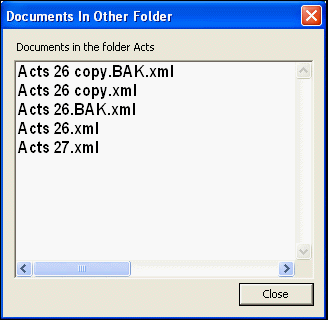 Documents In Other Folder
Documents in the folder Acts
Acts 26 copy.BAK.xml
Acts 26 copy.xml
Acts 26.BAK.xml
Acts 26.xml
Acts 27.xml
Close